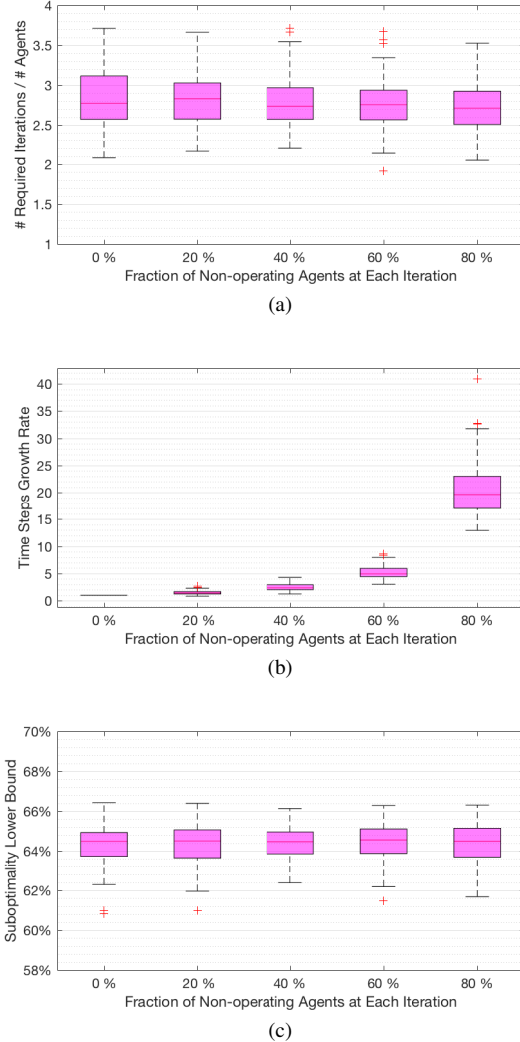 4
3.5
3
2.5
2
1.5
1
# Required Iterations / # Agents
0 % 20 % 40 % 60 % 80 %
Fraction of Non-operating Agents at Each Iteration
(a)
40
35
30
25
20
15
10
5
0
Time Steps Growth Rate
0 % 20 % 40 % 60 % 80 %
Fraction of Non-operating Agents at Each Iteration
(b)
70%
68%
66%
64%
62%
60%
58%
Suboptimality Lower Bound
0 % 20 % 40 % 60 % 80 %
Fraction of Non-operating Agents at Each Iteration
(c)